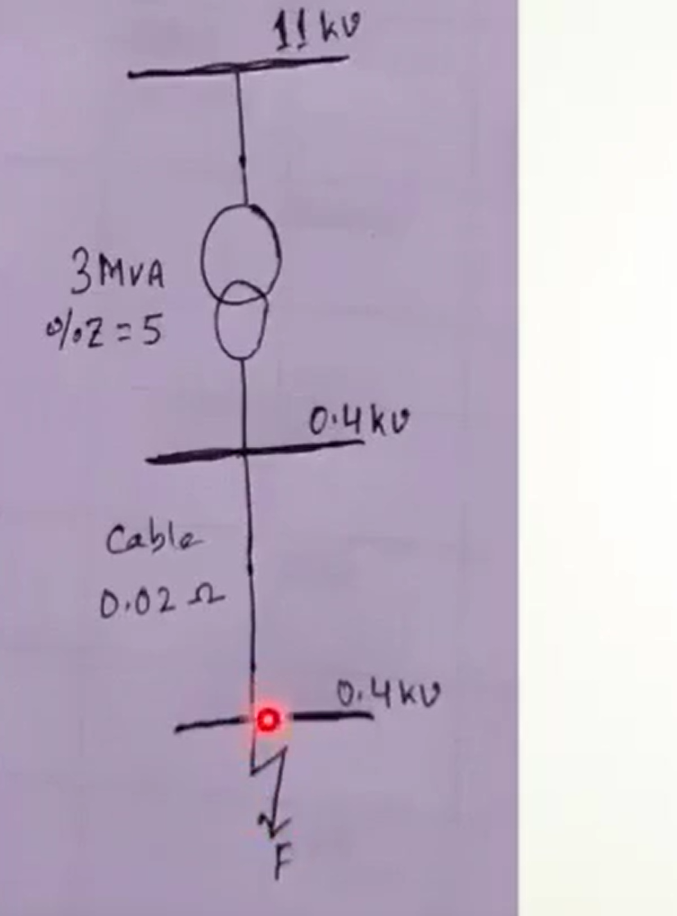 11 kv
3 MVA
%Z = 5
0.4 kv
Cable
0.02 Ω
0.4 kv
F